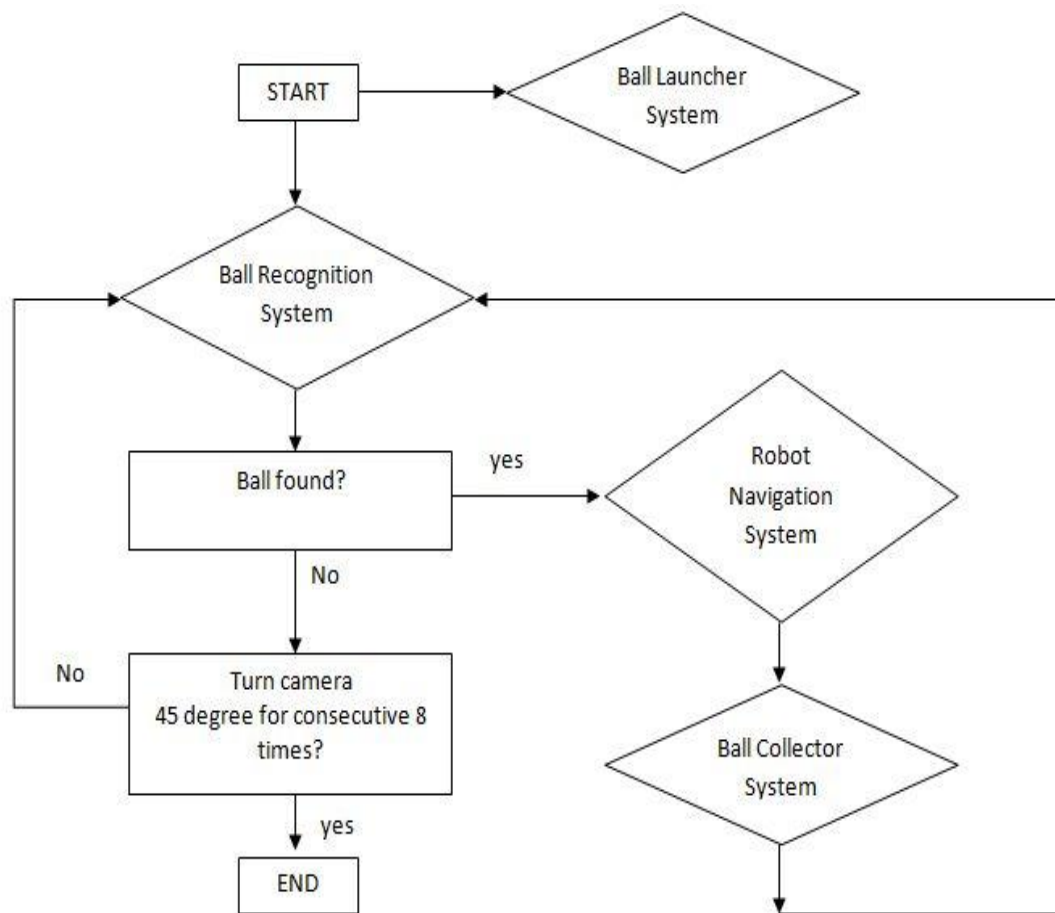 START
Ball Launcher
System
Ball Recognition
System
Ball found?
yes
Robot
Navigation
System
No
No
Turn camera
45 degree for consecutive 8
times?
Ball Collector
System
yes
END